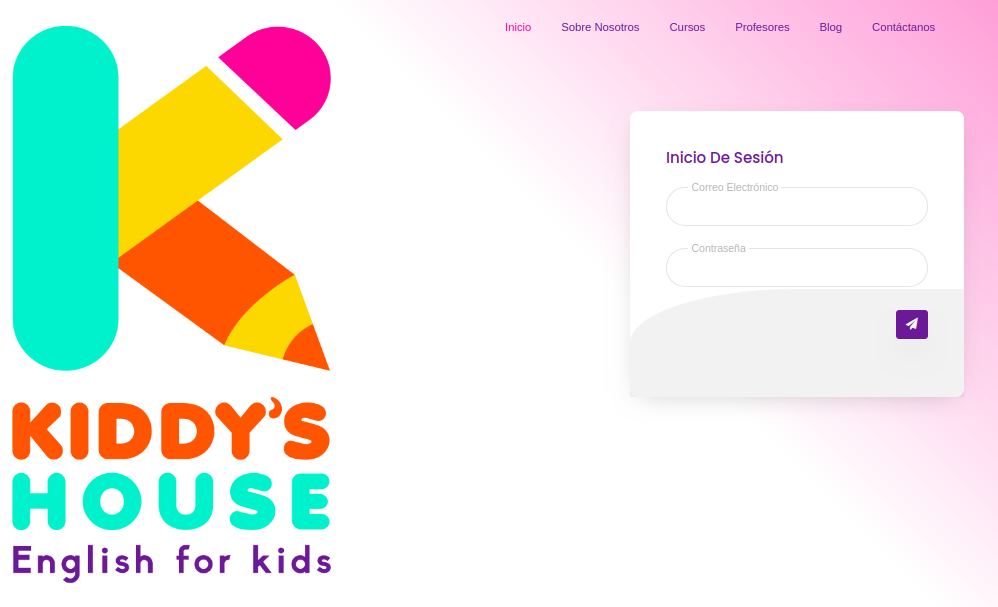 Inicio Sobre Nosotros Cursos Profesores Blog Contáctanos
Inicio De Sesión
Correo Electrónico
Contraseña
KIDDY'S
HOUSE
English for kids